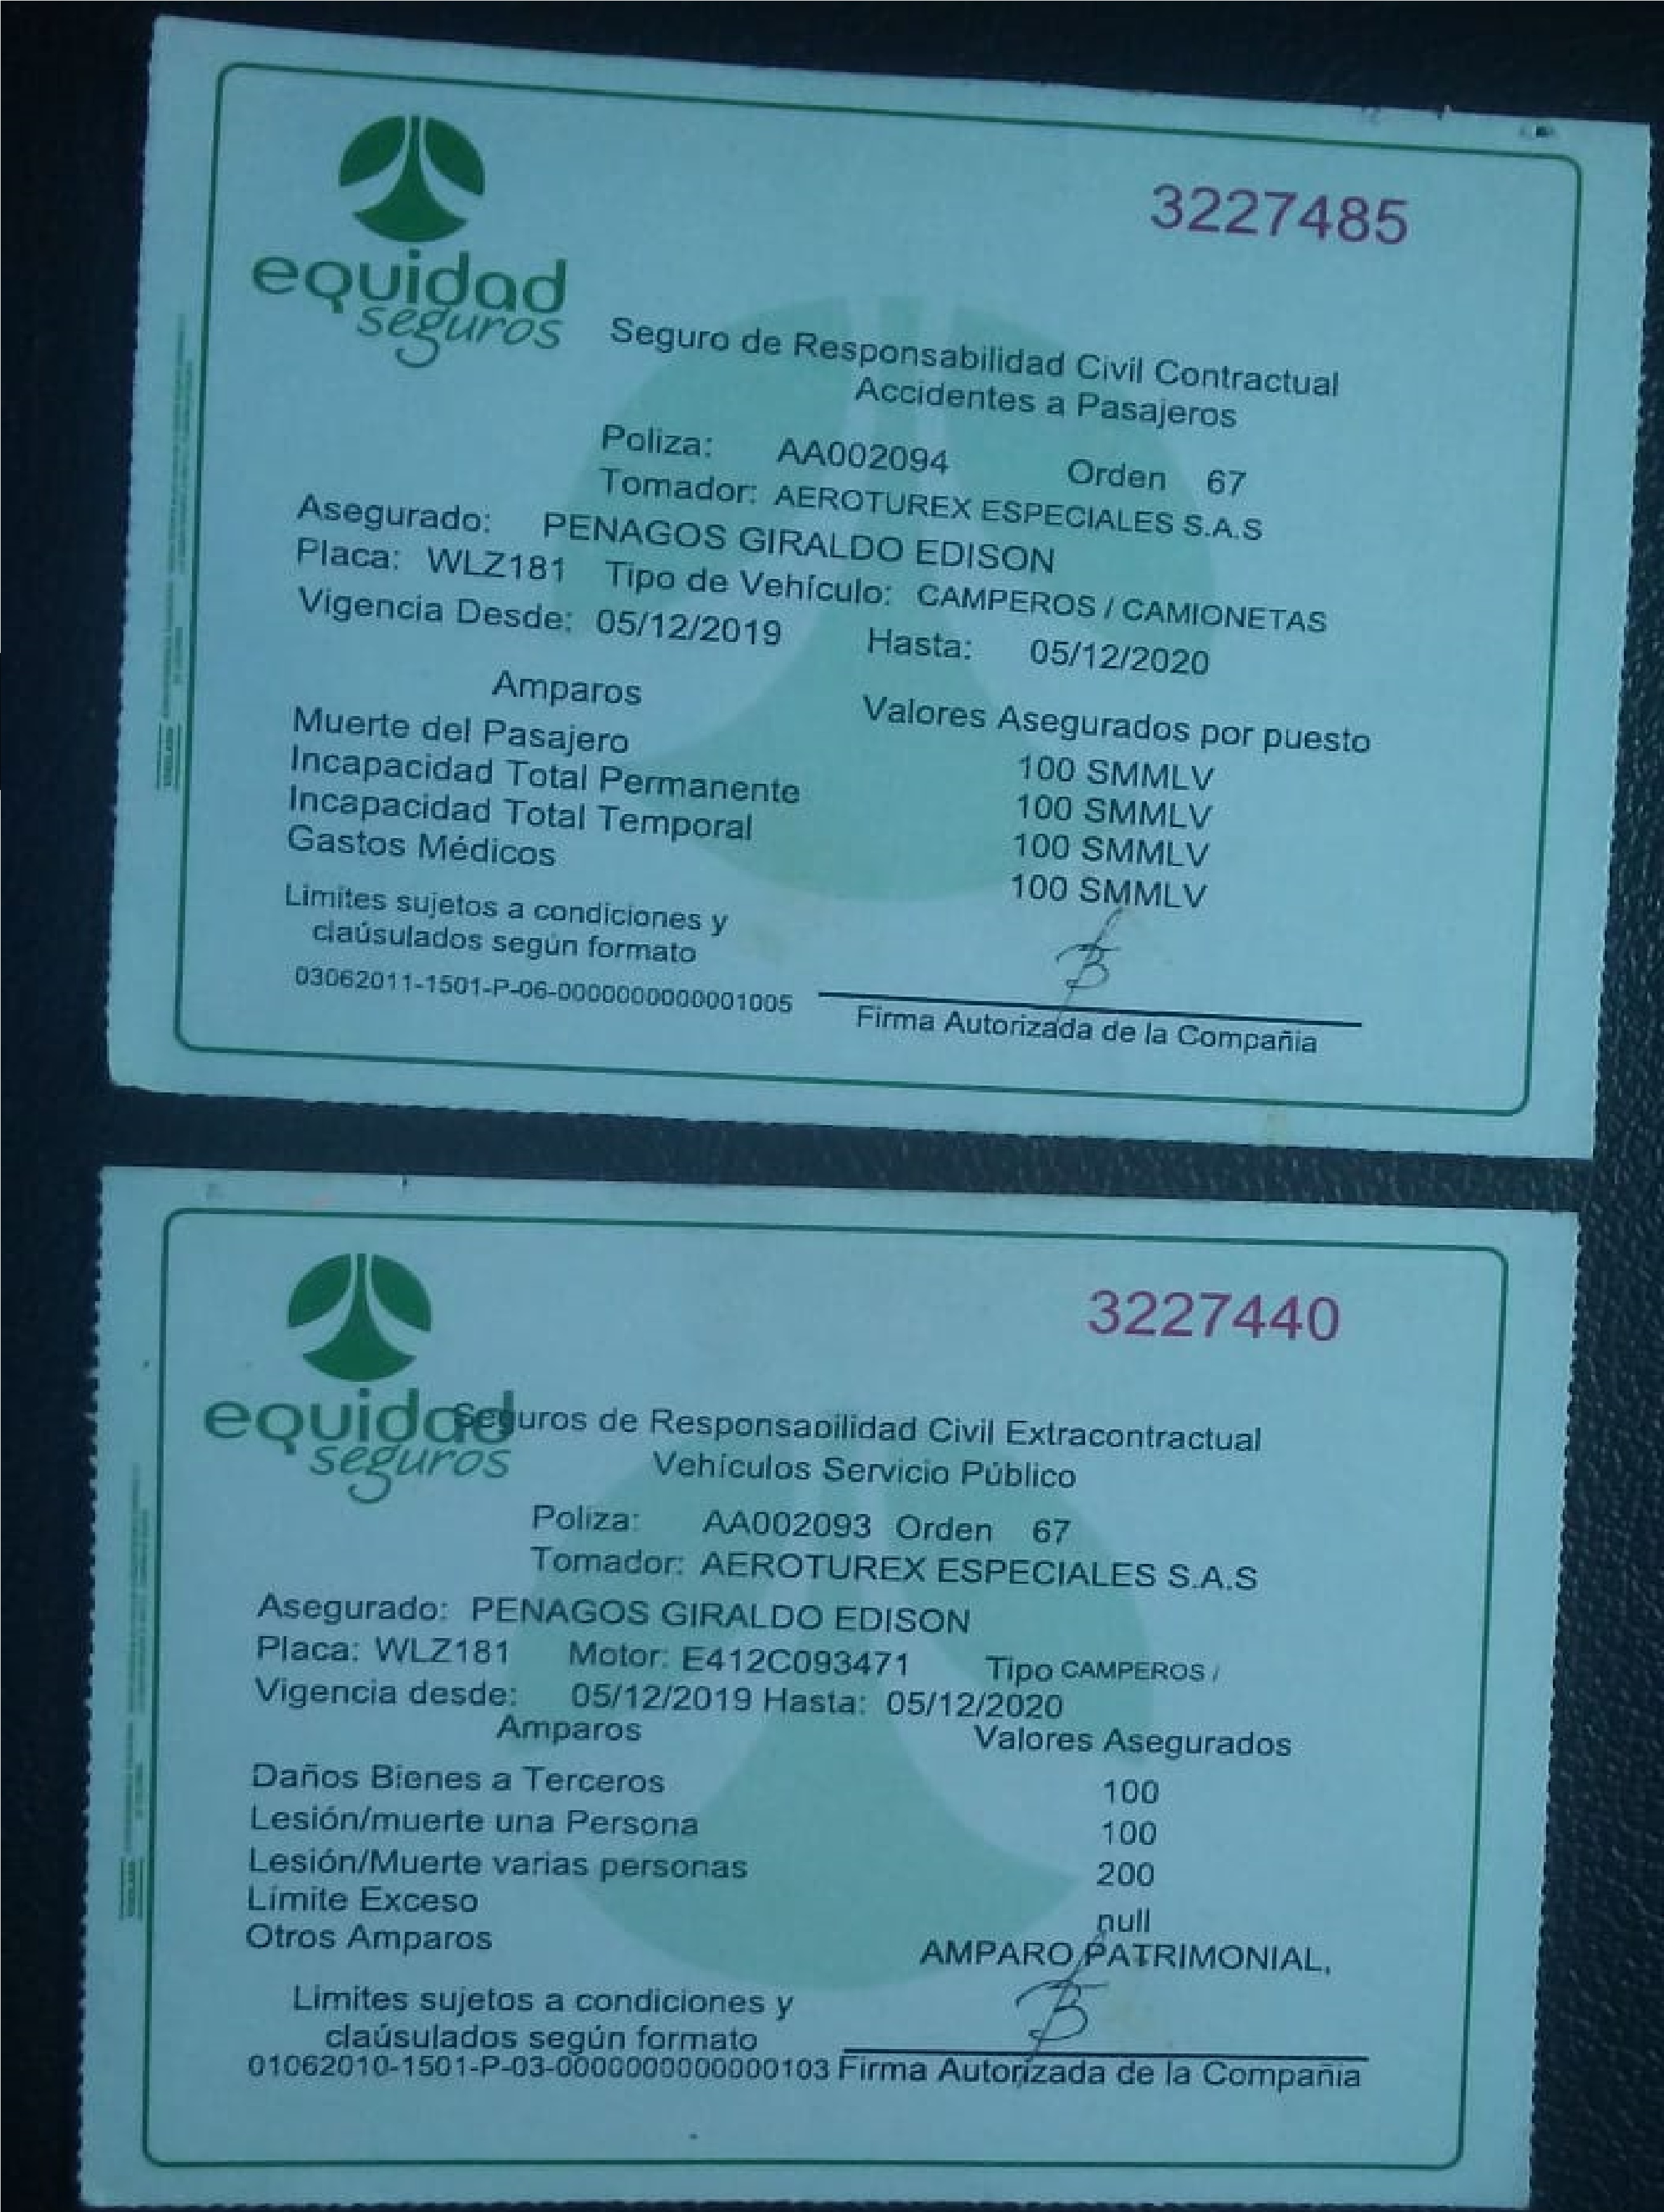 3227485
equidad
seguros
Seguro de Responsabilidad Civil Contractual
Accidentes a Pasajeros
Poliza: AA002094 Orden 67
Tomador: AEROTUREX ESPECIALES S.A.S
Asegurado: PENAGOS GIRALDO EDISON
Placa: WLZ181 Tipo de Vehículo: CAMPEROS / CAMIONETAS
Vigencia Desde: 05/12/2019 Hasta: 05/12/2020
Amparos Valores Asegurados por puesto
Muerte del Pasajero 100 SMMLV
Incapacidad Total Permanente 100 SMMLV
Incapacidad Total Temporal 100 SMMLV
Gastos Médicos 100 SMMLV
Limites sujetos a condiciones y
claúsulados según formato
03062011-1501-P-06-0000000000001005
Firma Autorizada de la Compañia
3227440
equidad
seguros
Seguros de Responsabilidad Civil Extracontractual
Vehículos Servicio Público
Poliza: AA002093 Orden 67
Tomador: AEROTUREX ESPECIALES S.A.S
Asegurado: PENAGOS GIRALDO EDISON
Placa: WLZ181 Motor: E412C093471 Tipo CAMPEROS /
Vigencia desde: 05/12/2019 Hasta: 05/12/2020
Amparos Valores Asegurados
Daños Bienes a Terceros 100
Lesión/muerte una Persona 100
Lesión/Muerte varias personas 200
Límite Exceso null
Otros Amparos AMPARO PATRIMONIAL,
Limites sujetos a condiciones y
claúsulados según formato
01062010-1501-P-03-0000000000000103 Firma Autorizada de la Compañia